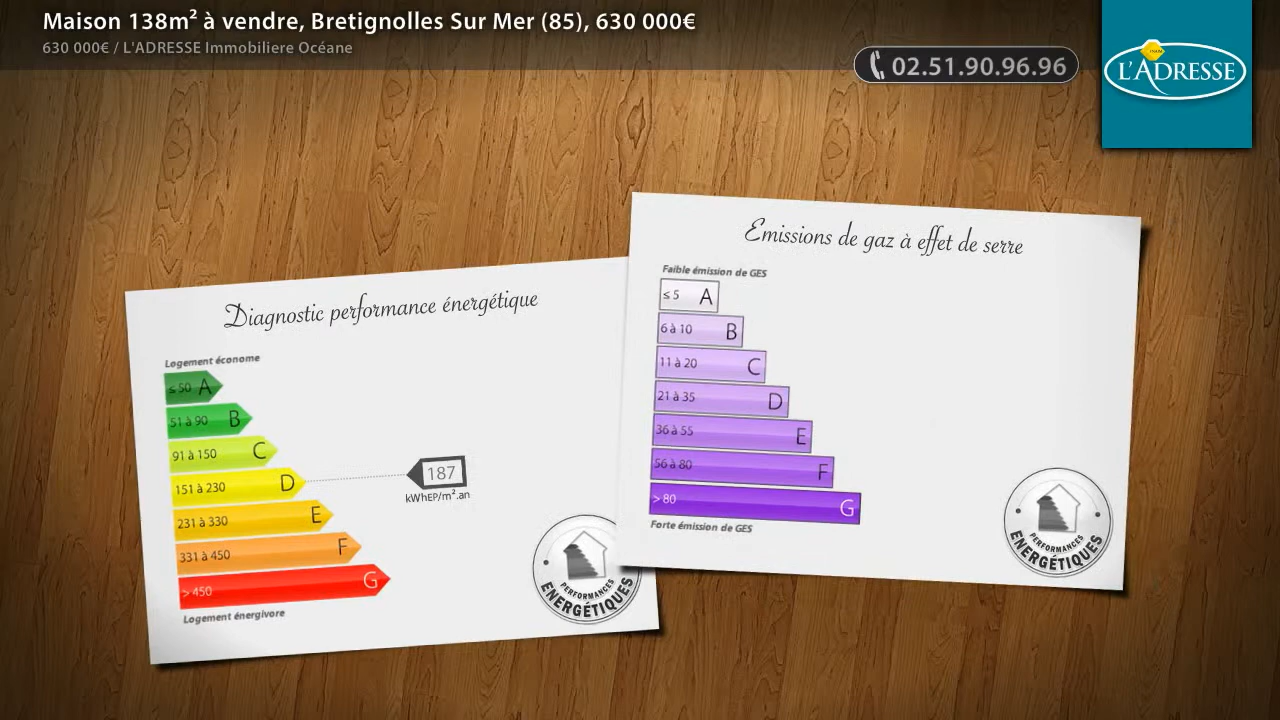 Maison 138m² à vendre, Bretignolles Sur Mer (85), 630 000€
630 000€ / L'ADRESSE Immobiliere Océane
02.51.90.96.96
L'ADRESSE
Diagnostic performance énergétique
Logement économe
≤ 50 A
51 à 90 B
91 à 150 C
151 à 230 D
187
kWhEP/m².an
231 à 330 E
331 à 450 F
> 450 G
Logement énergivore
PERFORMANCES
ENERGÉTIQUES
Emissions de gaz à effet de serre
Faible émission de GES
≤ 5 A
6 à 10 B
11 à 20 C
21 à 35 D
36 à 55 E
56 à 80 F
> 80 G
Forte émission de GES
PERFORMANCES
ENERGÉTIQUES